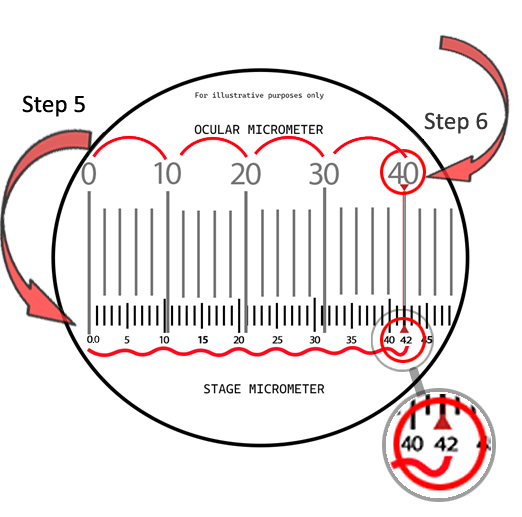 For illustrative purposes only
Step 5
Step 6
OCULAR MICROMETER
0 10 20 30 40
0.0 5 10 15 20 25 30 35 40 42 45
STAGE MICROMETER
40 42